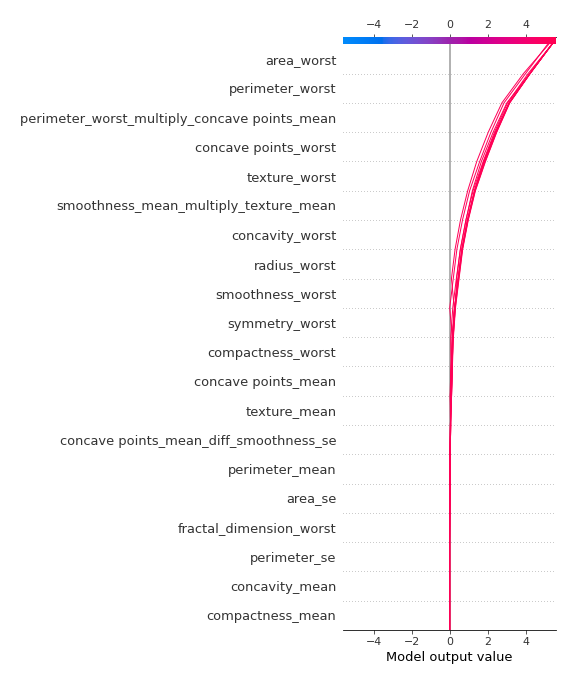 −4 −2 0 2 4
area_worst
perimeter_worst
perimeter_worst_multiply_concave points_mean
concave points_worst
texture_worst
smoothness_mean_multiply_texture_mean
concavity_worst
radius_worst
smoothness_worst
symmetry_worst
compactness_worst
concave points_mean
texture_mean
concave points_mean_diff_smoothness_se
perimeter_mean
area_se
fractal_dimension_worst
perimeter_se
concavity_mean
compactness_mean
−4 −2 0 2 4
Model output value